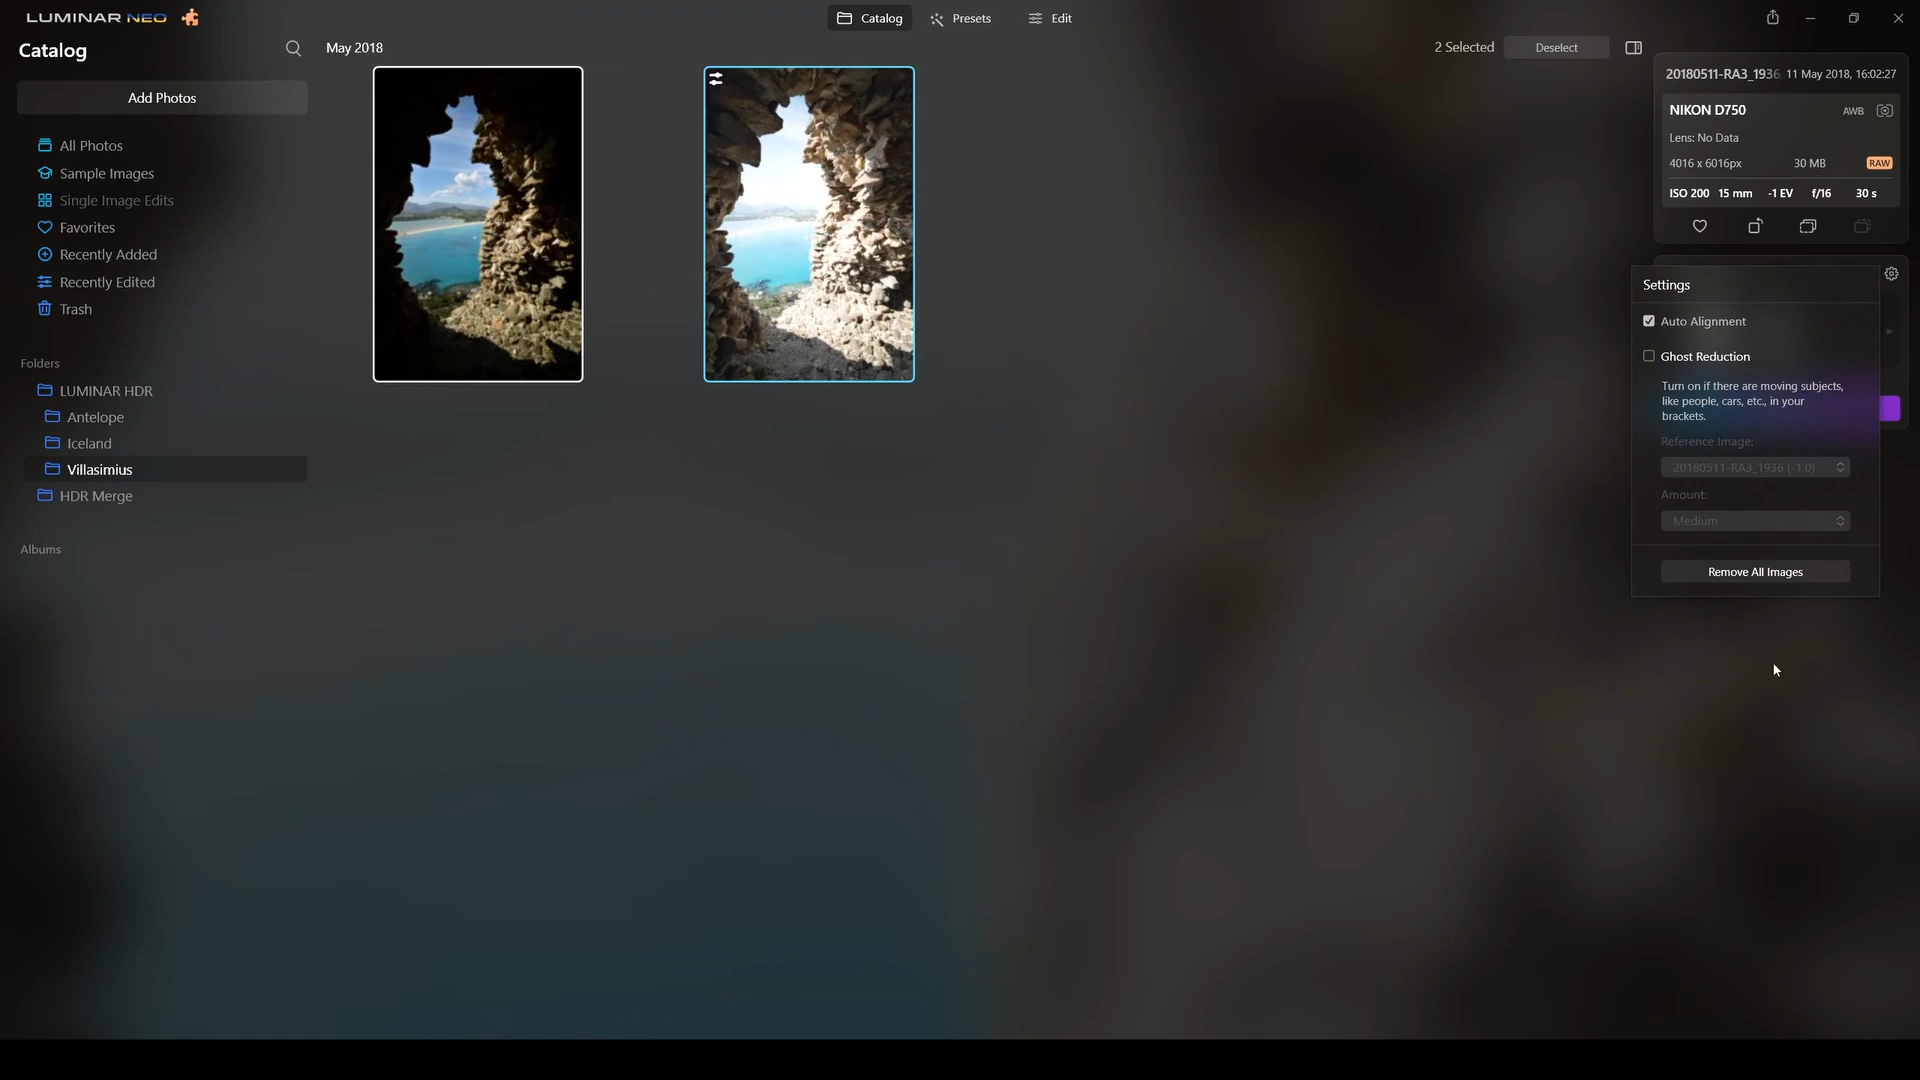 LUMINAR NEO
Catalog
Presets
Edit
Catalog
May 2018
2 Selected
Deselect
Add Photos
All Photos
Sample Images
Single Image Edits
Favorites
Recently Added
Recently Edited
Trash
Folders
LUMINAR HDR
Antelope
Iceland
Villasimius
HDR Merge
Albums
20180511-RA3_1936 11 May 2018, 16:02:27
NIKON D750
AWB
Lens: No Data
4016 x 6016px
30 MB
RAW
ISO 200 15 mm -1 EV f/16 30 s
Settings
Auto Alignment
Ghost Reduction
Turn on if there are moving subjects,
like people, cars, etc., in your
brackets.
Reference Image:
20180511-RA3_1936 (-1.0)
Amount:
Medium
Remove All Images